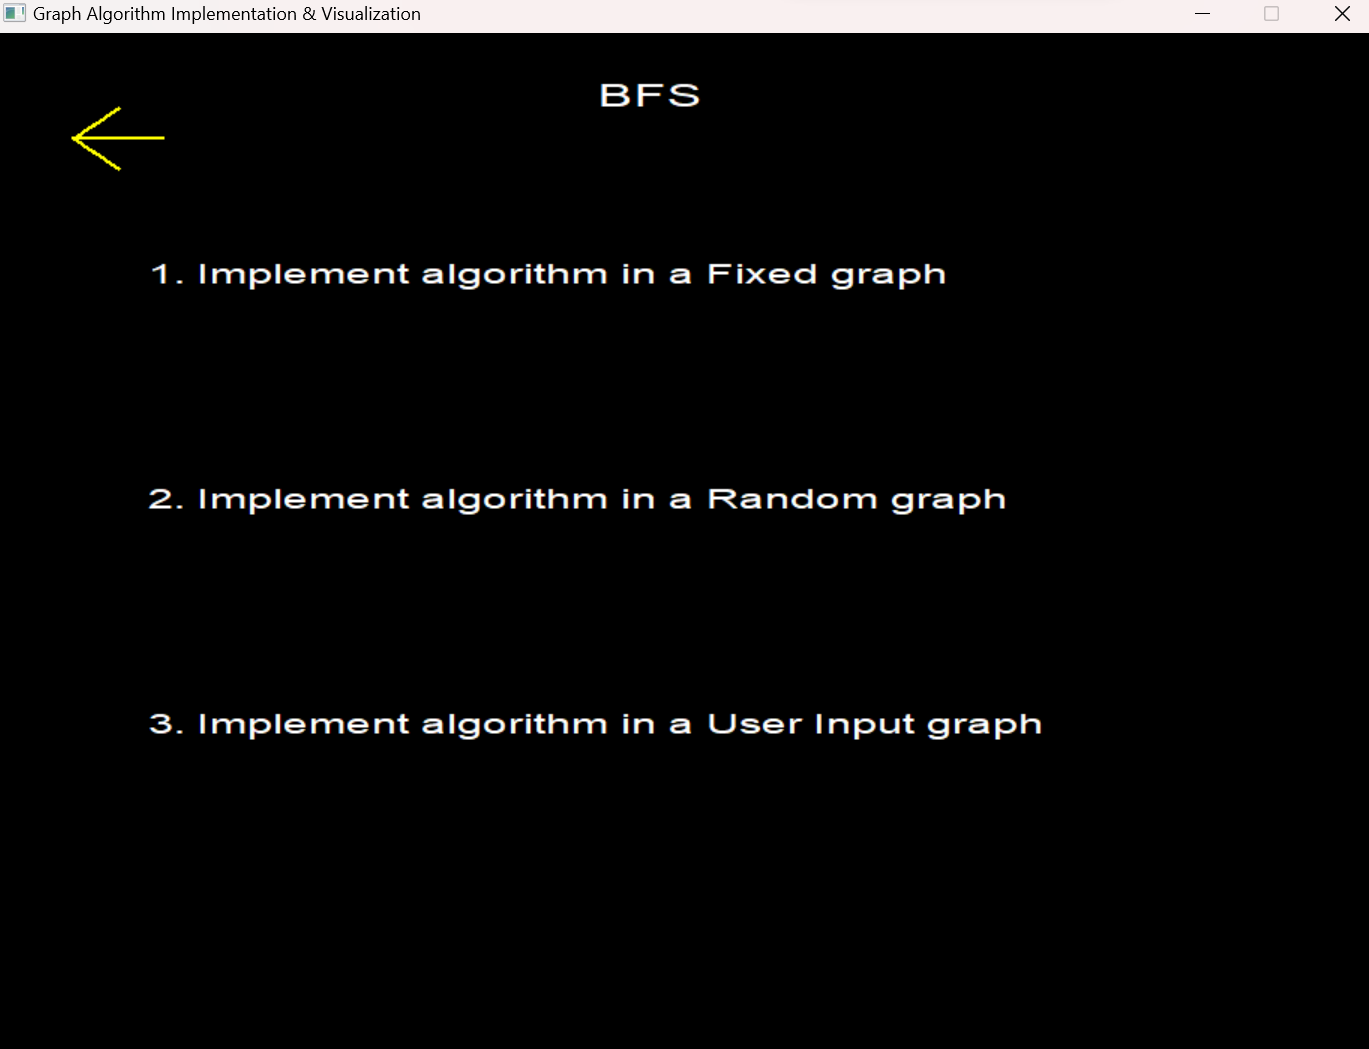 Graph Algorithm Implementation & Visualization
BFS
1. Implement algorithm in a Fixed graph
2. Implement algorithm in a Random graph
3. Implement algorithm in a User Input graph